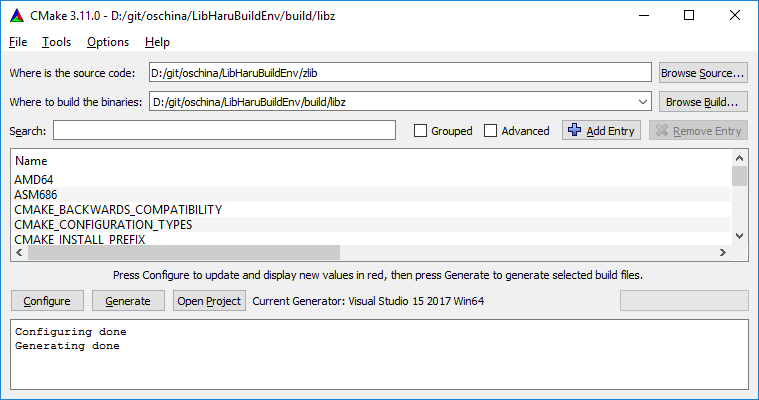 CMake 3.11.0 - D:/git/oschina/LibHaruBuildEnv/build/libz
File Tools Options Help
Where is the source code: D:/git/oschina/LibHaruBuildEnv/zlib Browse Source...
Where to build the binaries: D:/git/oschina/LibHaruBuildEnv/build/libz Browse Build...
Search: Grouped Advanced Add Entry Remove Entry
Name
AMD64
ASM686
CMAKE_BACKWARDS_COMPATIBILITY
CMAKE_CONFIGURATION_TYPES
CMAKE_INSTALL_PREFIX
Press Configure to update and display new values in red, then press Generate to generate selected build files.
Configure Generate Open Project Current Generator: Visual Studio 15 2017 Win64
Configuring done
Generating done